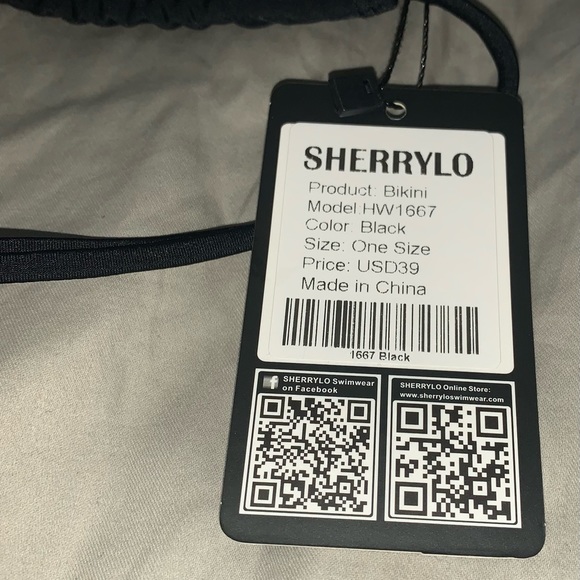 SHERRYLO
Product: Bikini
Model:HW1667
Color: Black
Size: One Size
Price: USD39
Made in China
1667 Black
SHERRYLO Swimwear
on Facebook
SHERRYLO Online Store:
www.sherryloswimwear.com